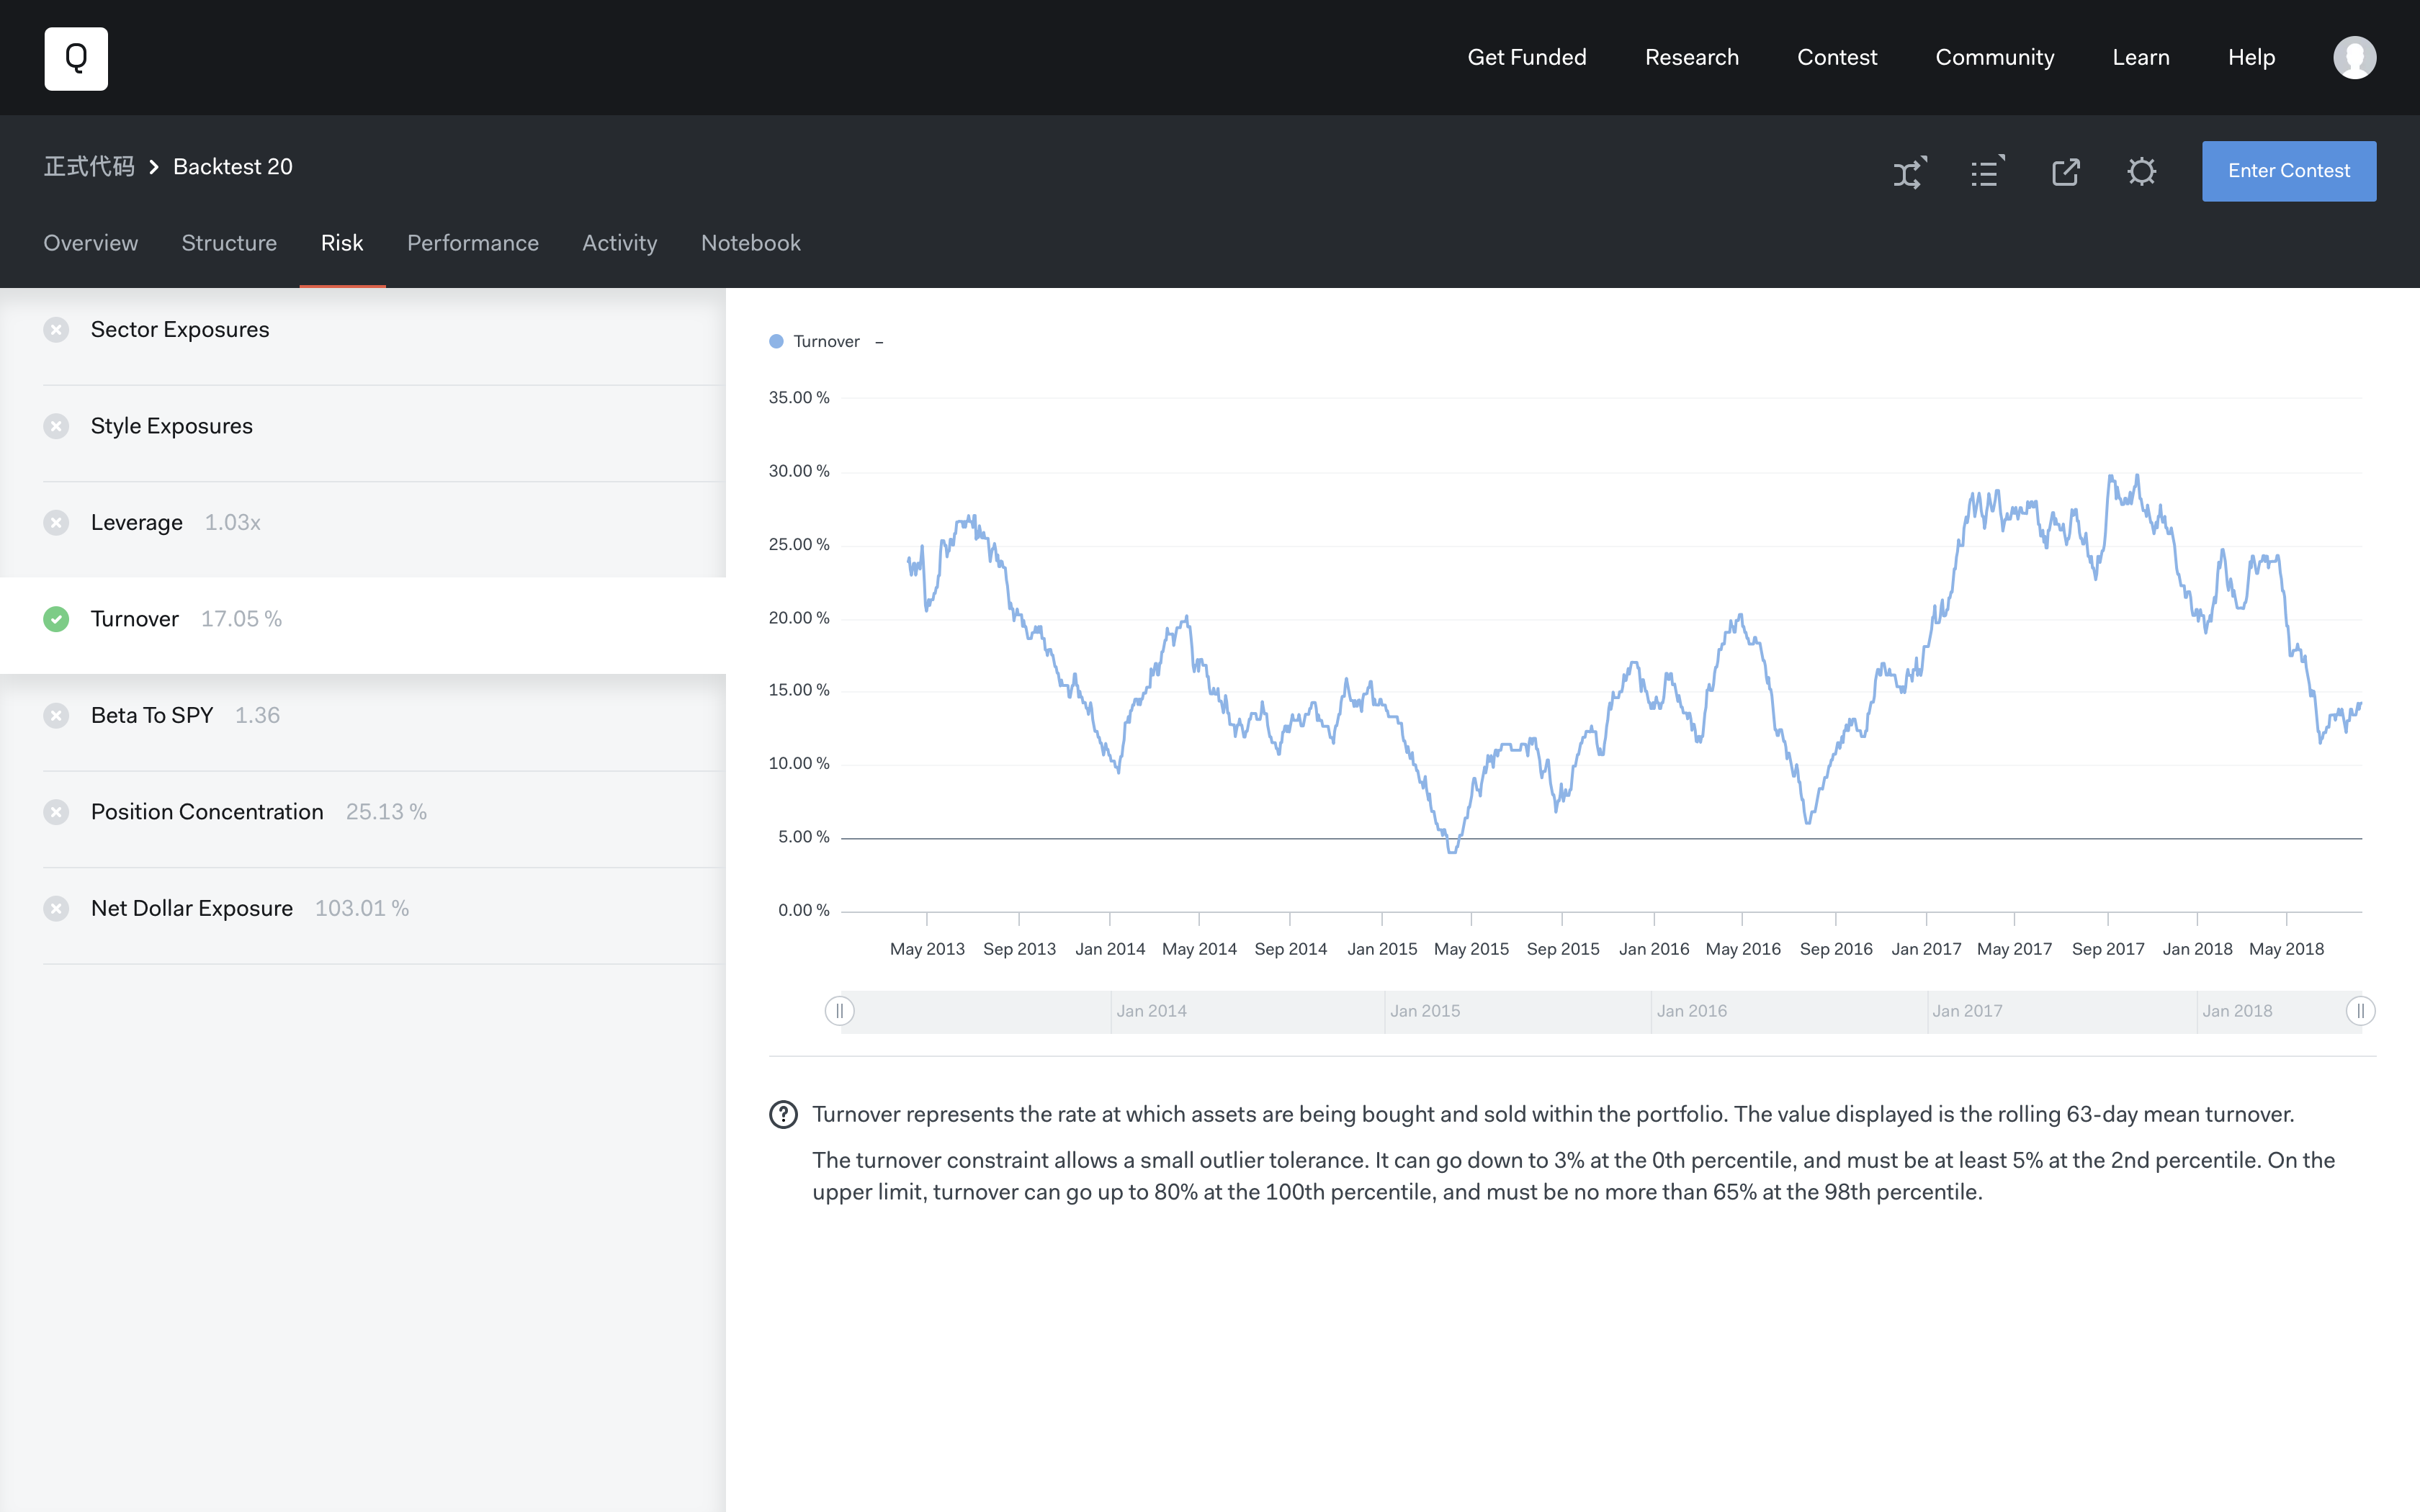 Q
Get Funded Research Contest Community Learn Help
正式代码 > Backtest 20
Enter Contest
Overview Structure Risk Performance Activity Notebook
Sector Exposures
Style Exposures
Leverage 1.03x
Turnover 17.05 %
Beta To SPY 1.36
Position Concentration 25.13 %
Net Dollar Exposure 103.01 %
Turnover –
35.00 %
30.00 %
25.00 %
20.00 %
15.00 %
10.00 %
5.00 %
0.00 %
May 2013 Sep 2013 Jan 2014 May 2014 Sep 2014 Jan 2015 May 2015 Sep 2015 Jan 2016 May 2016 Sep 2016 Jan 2017 May 2017 Sep 2017 Jan 2018 May 2018
Jan 2014 Jan 2015 Jan 2016 Jan 2017 Jan 2018
? Turnover represents the rate at which assets are being bought and sold within the portfolio. The value displayed is the rolling 63-day mean turnover.
The turnover constraint allows a small outlier tolerance. It can go down to 3% at the 0th percentile, and must be at least 5% at the 2nd percentile. On the
upper limit, turnover can go up to 80% at the 100th percentile, and must be no more than 65% at the 98th percentile.